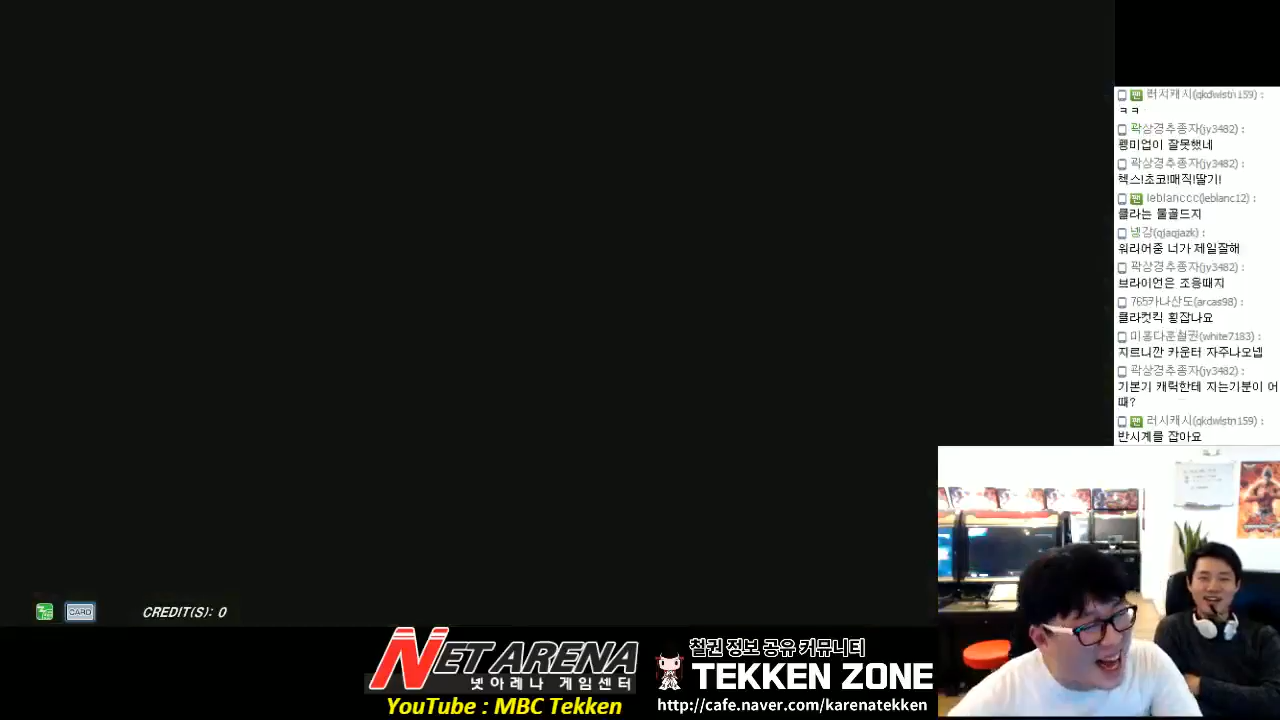 러시캐시(qkdwlstn159) :
ㅋㅋ
곽상경추종자(jy3482) :
룡미업이 잘못했네
곽상경추종자(jy3482) :
첵스!초코!매직!딸기!
leblanccc(leblanc12) :
클라는 물골드지
넹걍(qjaqjazk) :
워리어중 너가 제일잘해
곽상경추종자(jy3482) :
브라이언은 조용때지
765카나산도(arcas98) :
클라컷킥 횡잡나요
미홍다훈철권(white7183) :
지르니깐 카운터 자주나오넵
곽상경추종자(jy3482) :
기본기 캐릭한테 지는기분이 어
때?
러시캐시(qkdwlstn159) :
반시계를 잡아요
CARD
CREDIT(S): 0
NET ARENA
넷아레나 게임센터
YouTube : MBC Tekken
철권 정보 공유 커뮤니티
TEKKEN ZONE
http://cafe.naver.com/karenatekken